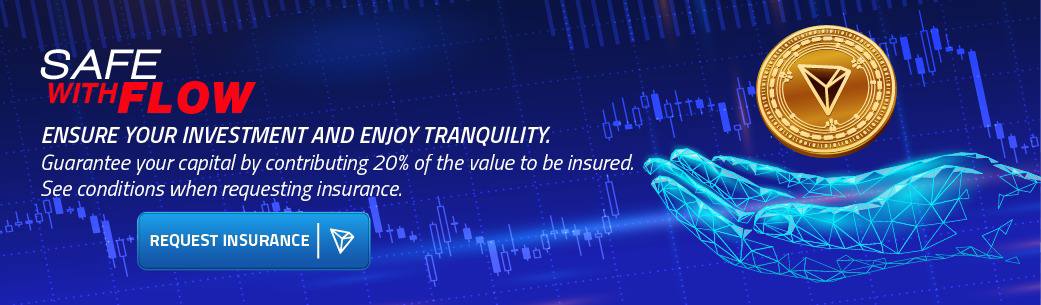 SAFE
WITH FLOW
ENSURE YOUR INVESTMENT AND ENJOY TRANQUILITY.
Guarantee your capital by contributing 20% of the value to be insured.
See conditions when requesting insurance.
REQUEST INSURANCE